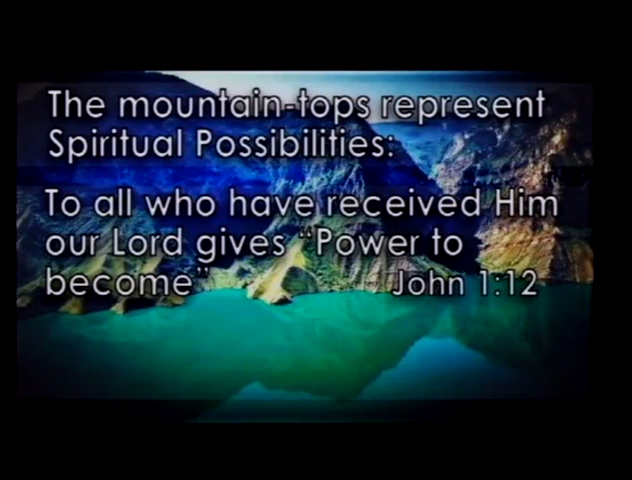 The mountain-tops represent
Spiritual Possibilities:
To all who have received Him
our Lord gives “Power to
become”
John 1:12